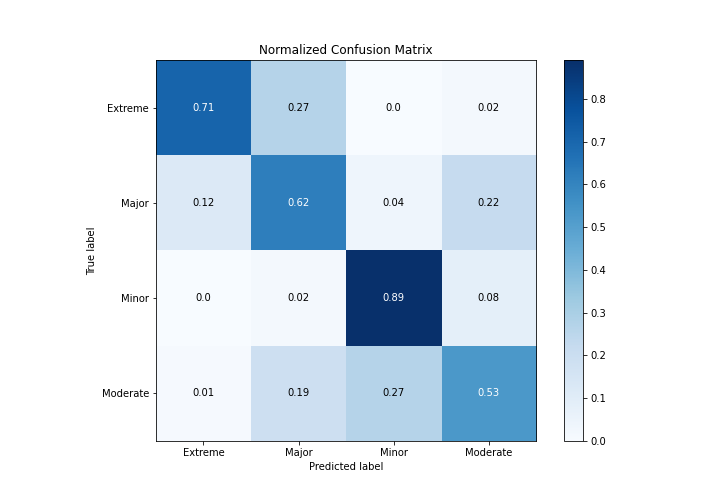 Normalized Confusion Matrix
Extreme 0.71 0.27 0.0 0.02
Major 0.12 0.62 0.04 0.22
Minor 0.0 0.02 0.89 0.08
Moderate 0.01 0.19 0.27 0.53
Extreme Major Minor Moderate
Predicted label
True label
0.8
0.7
0.6
0.5
0.4
0.3
0.2
0.1
0.0